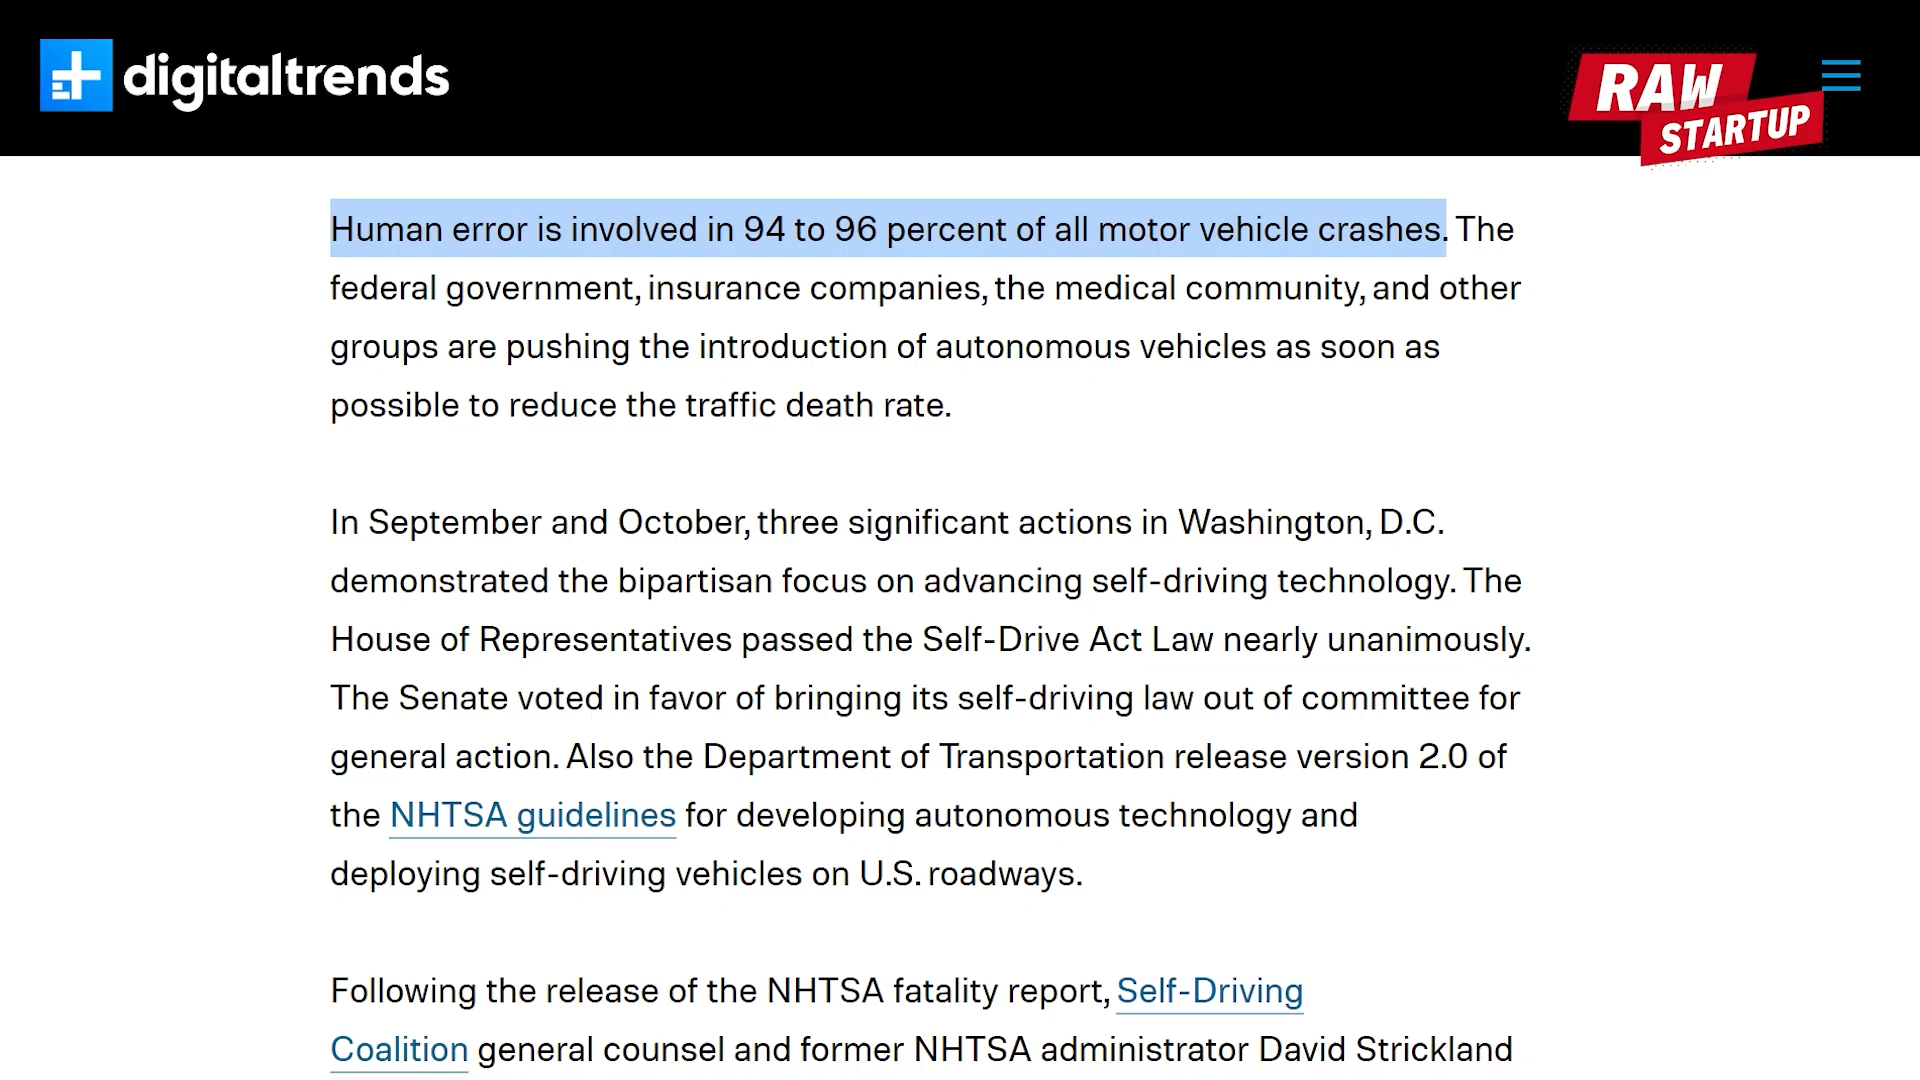 digitaltrends
RAW
STARTUP
Human error is involved in 94 to 96 percent of all motor vehicle crashes. The
federal government, insurance companies, the medical community, and other
groups are pushing the introduction of autonomous vehicles as soon as
possible to reduce the traffic death rate.
In September and October, three significant actions in Washington, D.C.
demonstrated the bipartisan focus on advancing self-driving technology. The
House of Representatives passed the Self-Drive Act Law nearly unanimously.
The Senate voted in favor of bringing its self-driving law out of committee for
general action. Also the Department of Transportation release version 2.0 of
the NHTSA guidelines for developing autonomous technology and
deploying self-driving vehicles on U.S. roadways.
Following the release of the NHTSA fatality report, Self-Driving
Coalition general counsel and former NHTSA administrator David Strickland